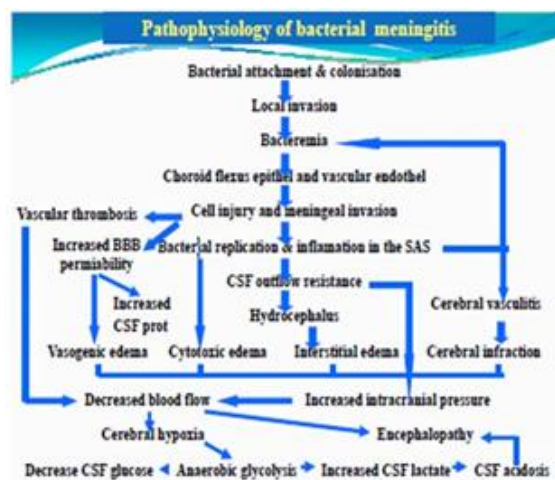 Pathophysiology of bacterial meningitis
Bacterial attachment & colonisation
Local invasion
Bacteremia
Choroid flexus epithel and vascular endothel
Vascular thrombosis
Cell injury and meningeal invasion
Increased BBB
permiability
Bacterial replication & inflamation in the SAS
CSF outflow resistance
Increased
CSF prot
Hydrocephalus
Cerebral vasculitis
Vasogenic edema
Cytotoxic edema
Interstitial edema
Cerebral infraction
Decreased blood flow
Increased intracranial pressure
Cerebral hypoxia
Encephalopathy
Decrease CSF glucose
Anaerobic glycolysis
Increased CSF lactate
CSF acidosis